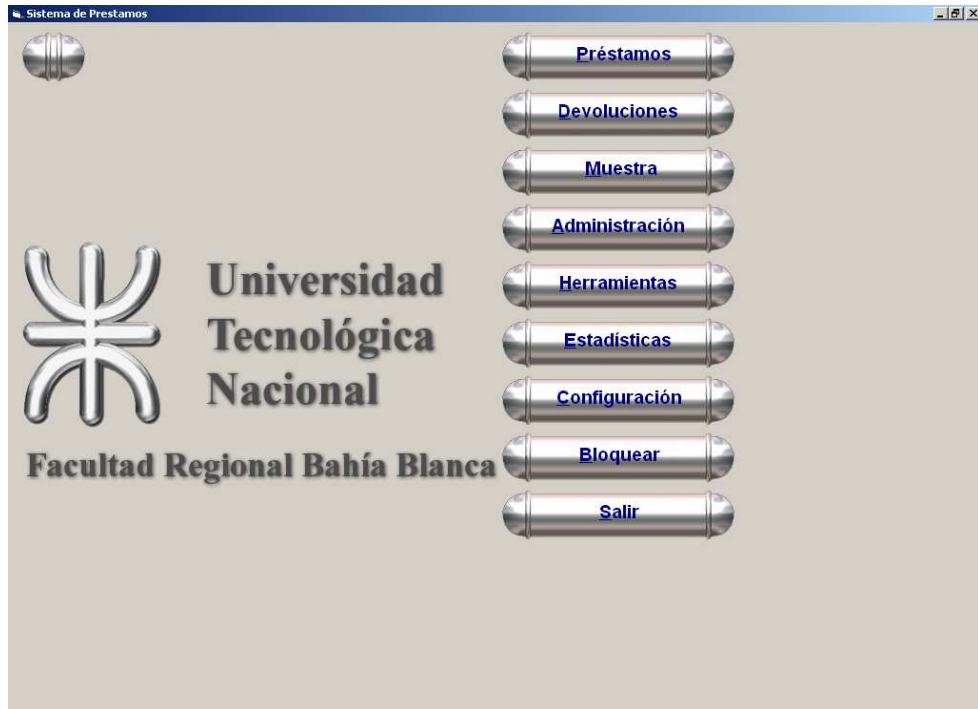 Sistema de Prestamos
Préstamos
Devoluciones
Muestra
Administración
Herramientas
Estadísticas
Configuración
Bloquear
Salir
Universidad
Tecnológica
Nacional
Facultad Regional Bahía Blanca